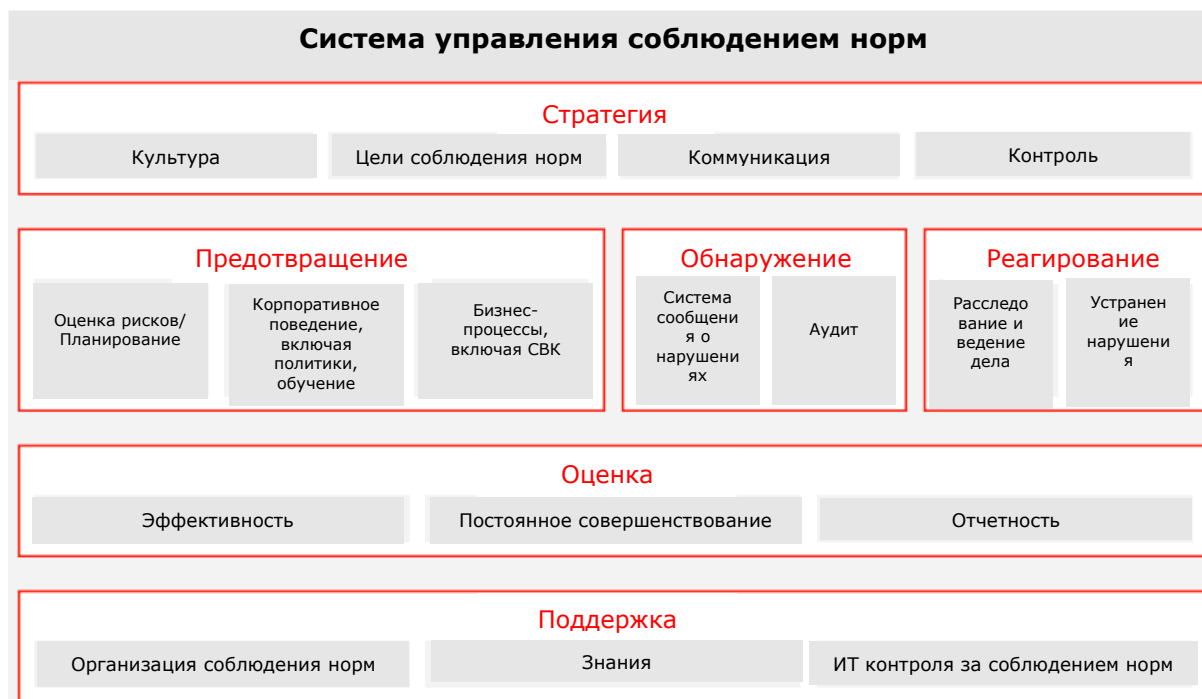 Система управления соблюдением норм
Стратегия
Культура
Цели соблюдения норм
Коммуникация
Контроль
Предотвращение
Оценка рисков/
Планирование
Корпоративное
поведение,
включая
политики,
обучение
Бизнес-
процессы,
включая СВК
Обнаружение
Система
сообщени
я о
нарушени
ях
Аудит
Реагирование
Расследо
вание и
ведение
дела
Устранен
ие
нарушени
я
Оценка
Эффективность
Постоянное совершенствование
Отчетность
Поддержка
Организация соблюдения норм
Знания
ИТ контроля за соблюдением норм